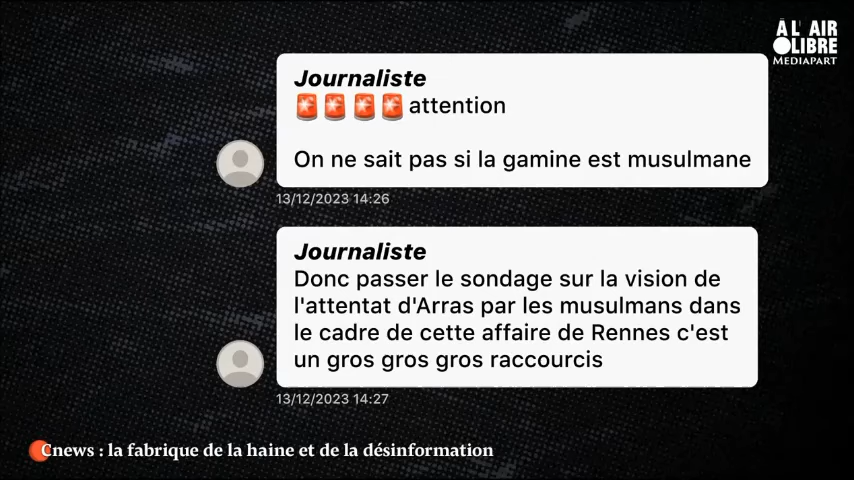 À L' AIR
LIBRE
MEDIAPART
Journaliste
🚨🚨🚨🚨 attention
On ne sait pas si la gamine est musulmane
13/12/2023 14:26
Journaliste
Donc passer le sondage sur la vision de
l'attentat d'Arras par les musulmans dans
le cadre de cette affaire de Rennes c'est
un gros gros gros raccourcis
13/12/2023 14:27
Cnews : la fabrique de la haine et de la désinformation